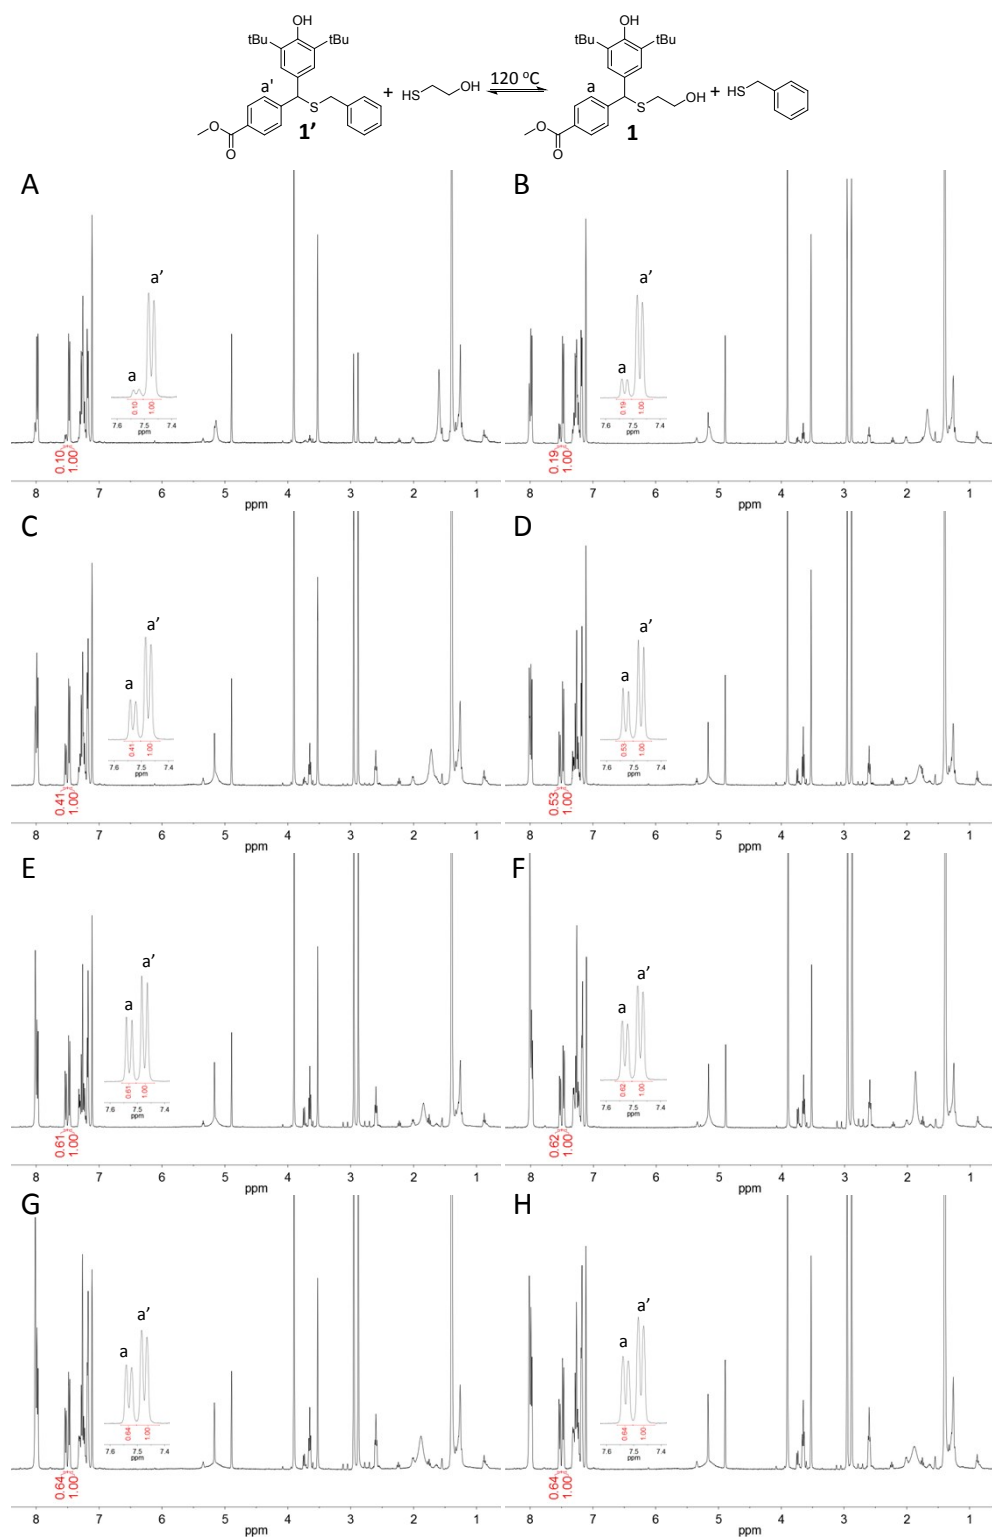 OH
OH
tBu
tBu
tBu
tBu
a'
S
+
HS
OH
120 °C
a
S
OH
+
HS
O
O
1'
O
O
1
A
a'
a
0.10
1.00
7.6 7.5 7.4
ppm
0.10
1.00
8 7 6 5 4 3 2 1
ppm
B
a'
a
0.19
1.00
7.6 7.5 7.4
ppm
0.19
1.00
8 7 6 5 4 3 2 1
ppm
C
a'
a
0.41
1.00
7.6 7.5 7.4
ppm
0.41
1.00
8 7 6 5 4 3 2 1
ppm
D
a'
a
0.53
1.00
7.6 7.5 7.4
ppm
0.53
1.00
8 7 6 5 4 3 2 1
ppm
E
a'
a
0.61
1.00
7.6 7.5 7.4
ppm
0.61
1.00
8 7 6 5 4 3 2 1
ppm
F
a'
a
0.62
1.00
7.6 7.5 7.4
ppm
0.62
1.00
8 7 6 5 4 3 2 1
ppm
G
a'
a
0.64
1.00
7.6 7.5 7.4
ppm
0.64
1.00
8 7 6 5 4 3 2 1
ppm
H
a'
a
0.64
1.00
7.6 7.5 7.4
ppm
0.64
1.00
8 7 6 5 4 3 2 1
ppm